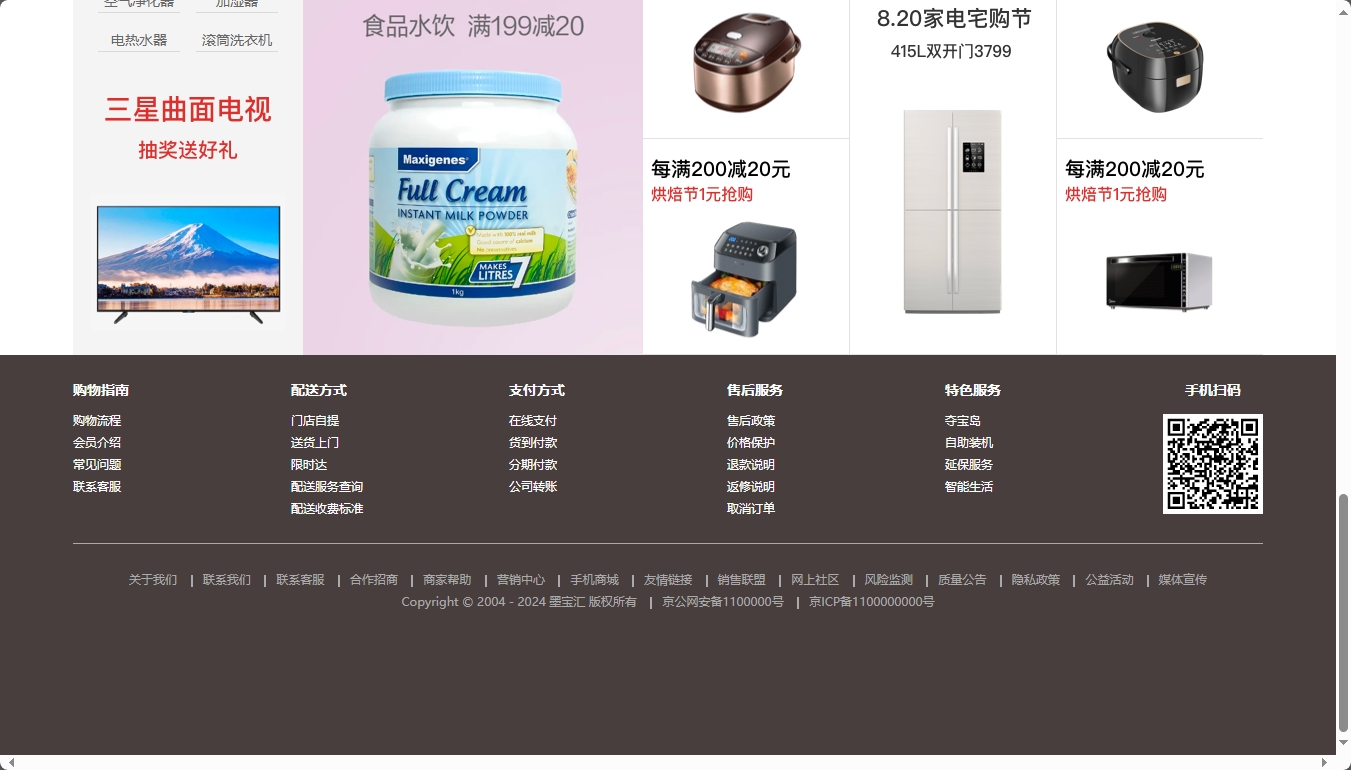 空气净化器 加湿器
电热水器 滚筒洗衣机
三星曲面电视
抽奖送好礼
食品水饮 满199减20
Maxigenes
Full Cream
INSTANT MILK POWDER
Made with 100% real milk
Good source of calcium
No preservatives
MAKES 7 LITRES
1kg
每满200减20元
烘焙节1元抢购
8.20家电宅购节
415L双开门3799
每满200减20元
烘焙节1元抢购
购物指南
购物流程
会员介绍
常见问题
联系客服
配送方式
门店自提
送货上门
限时达
配送服务查询
配送收费标准
支付方式
在线支付
货到付款
分期付款
公司转账
售后服务
售后政策
价格保护
退款说明
返修说明
取消订单
特色服务
夺宝岛
自助装机
延保服务
智能生活
手机扫码
关于我们 | 联系我们 | 联系客服 | 合作招商 | 商家帮助 | 营销中心 | 手机商城 | 友情链接 | 销售联盟 | 网上社区 | 风险监测 | 质量公告 | 隐私政策 | 公益活动 | 媒体宣传
Copyright © 2004 - 2024 墨宝汇 版权所有 | 京公网安备1100000号 | 京ICP备1100000000号